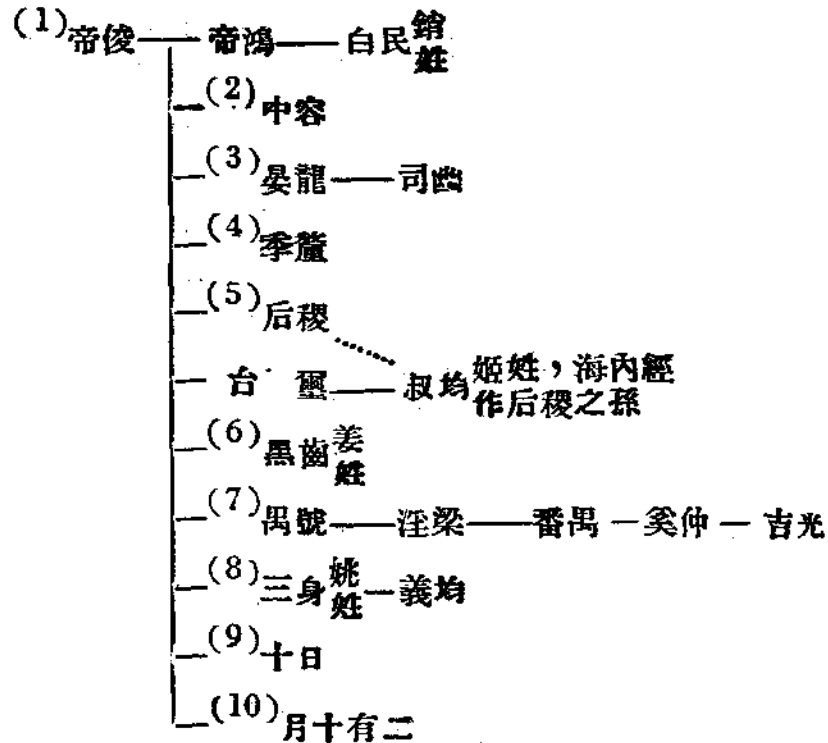 (1)帝俊——帝鴻——白民銷姓
(2)中容
(3)晏龍——司幽
(4)季釐
(5)后稷
台璽——叔均姬姓，海內經作后稷之孫
(6)黑齒姜姓
(7)禺號——淫梁——番禺—奚仲—吉光
(8)三身姚姓—義均
(9)十日
(10)月十有二